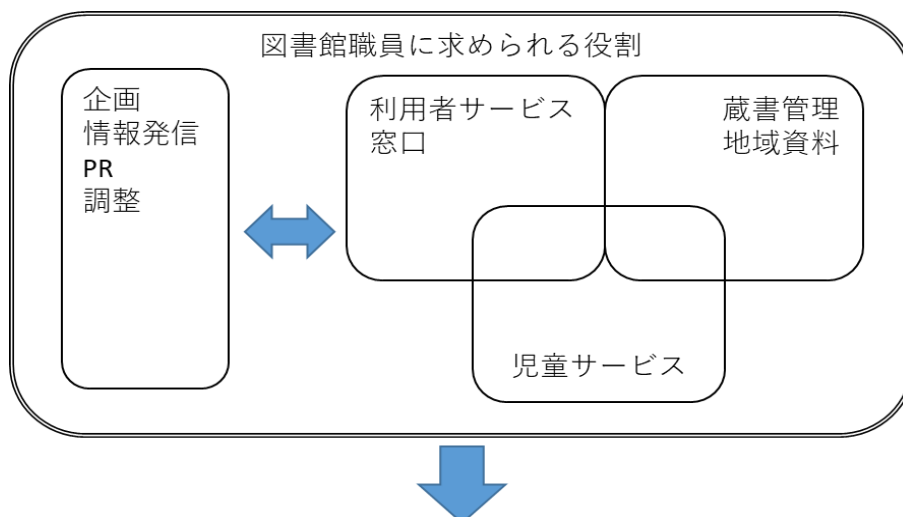 図書館職員に求められる役割
企画
情報発信
PR
調整
利用者サービス
窓口
蔵書管理
地域資料
児童サービス